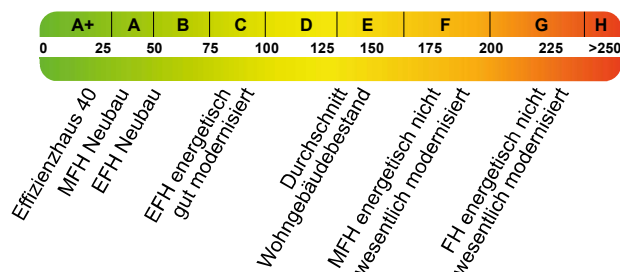 A+ A B C D E F G H
0 25 50 75 100 125 150 175 200 225 >250
Effizienzhaus 40
MFH Neubau
EFH Neubau
EFH energetisch
gut modernisiert
Durchschnitt
Wohngebäudebestand
MFH energetisch nicht
wesentlich modernisiert
FH energetisch nicht
wesentlich modernisiert